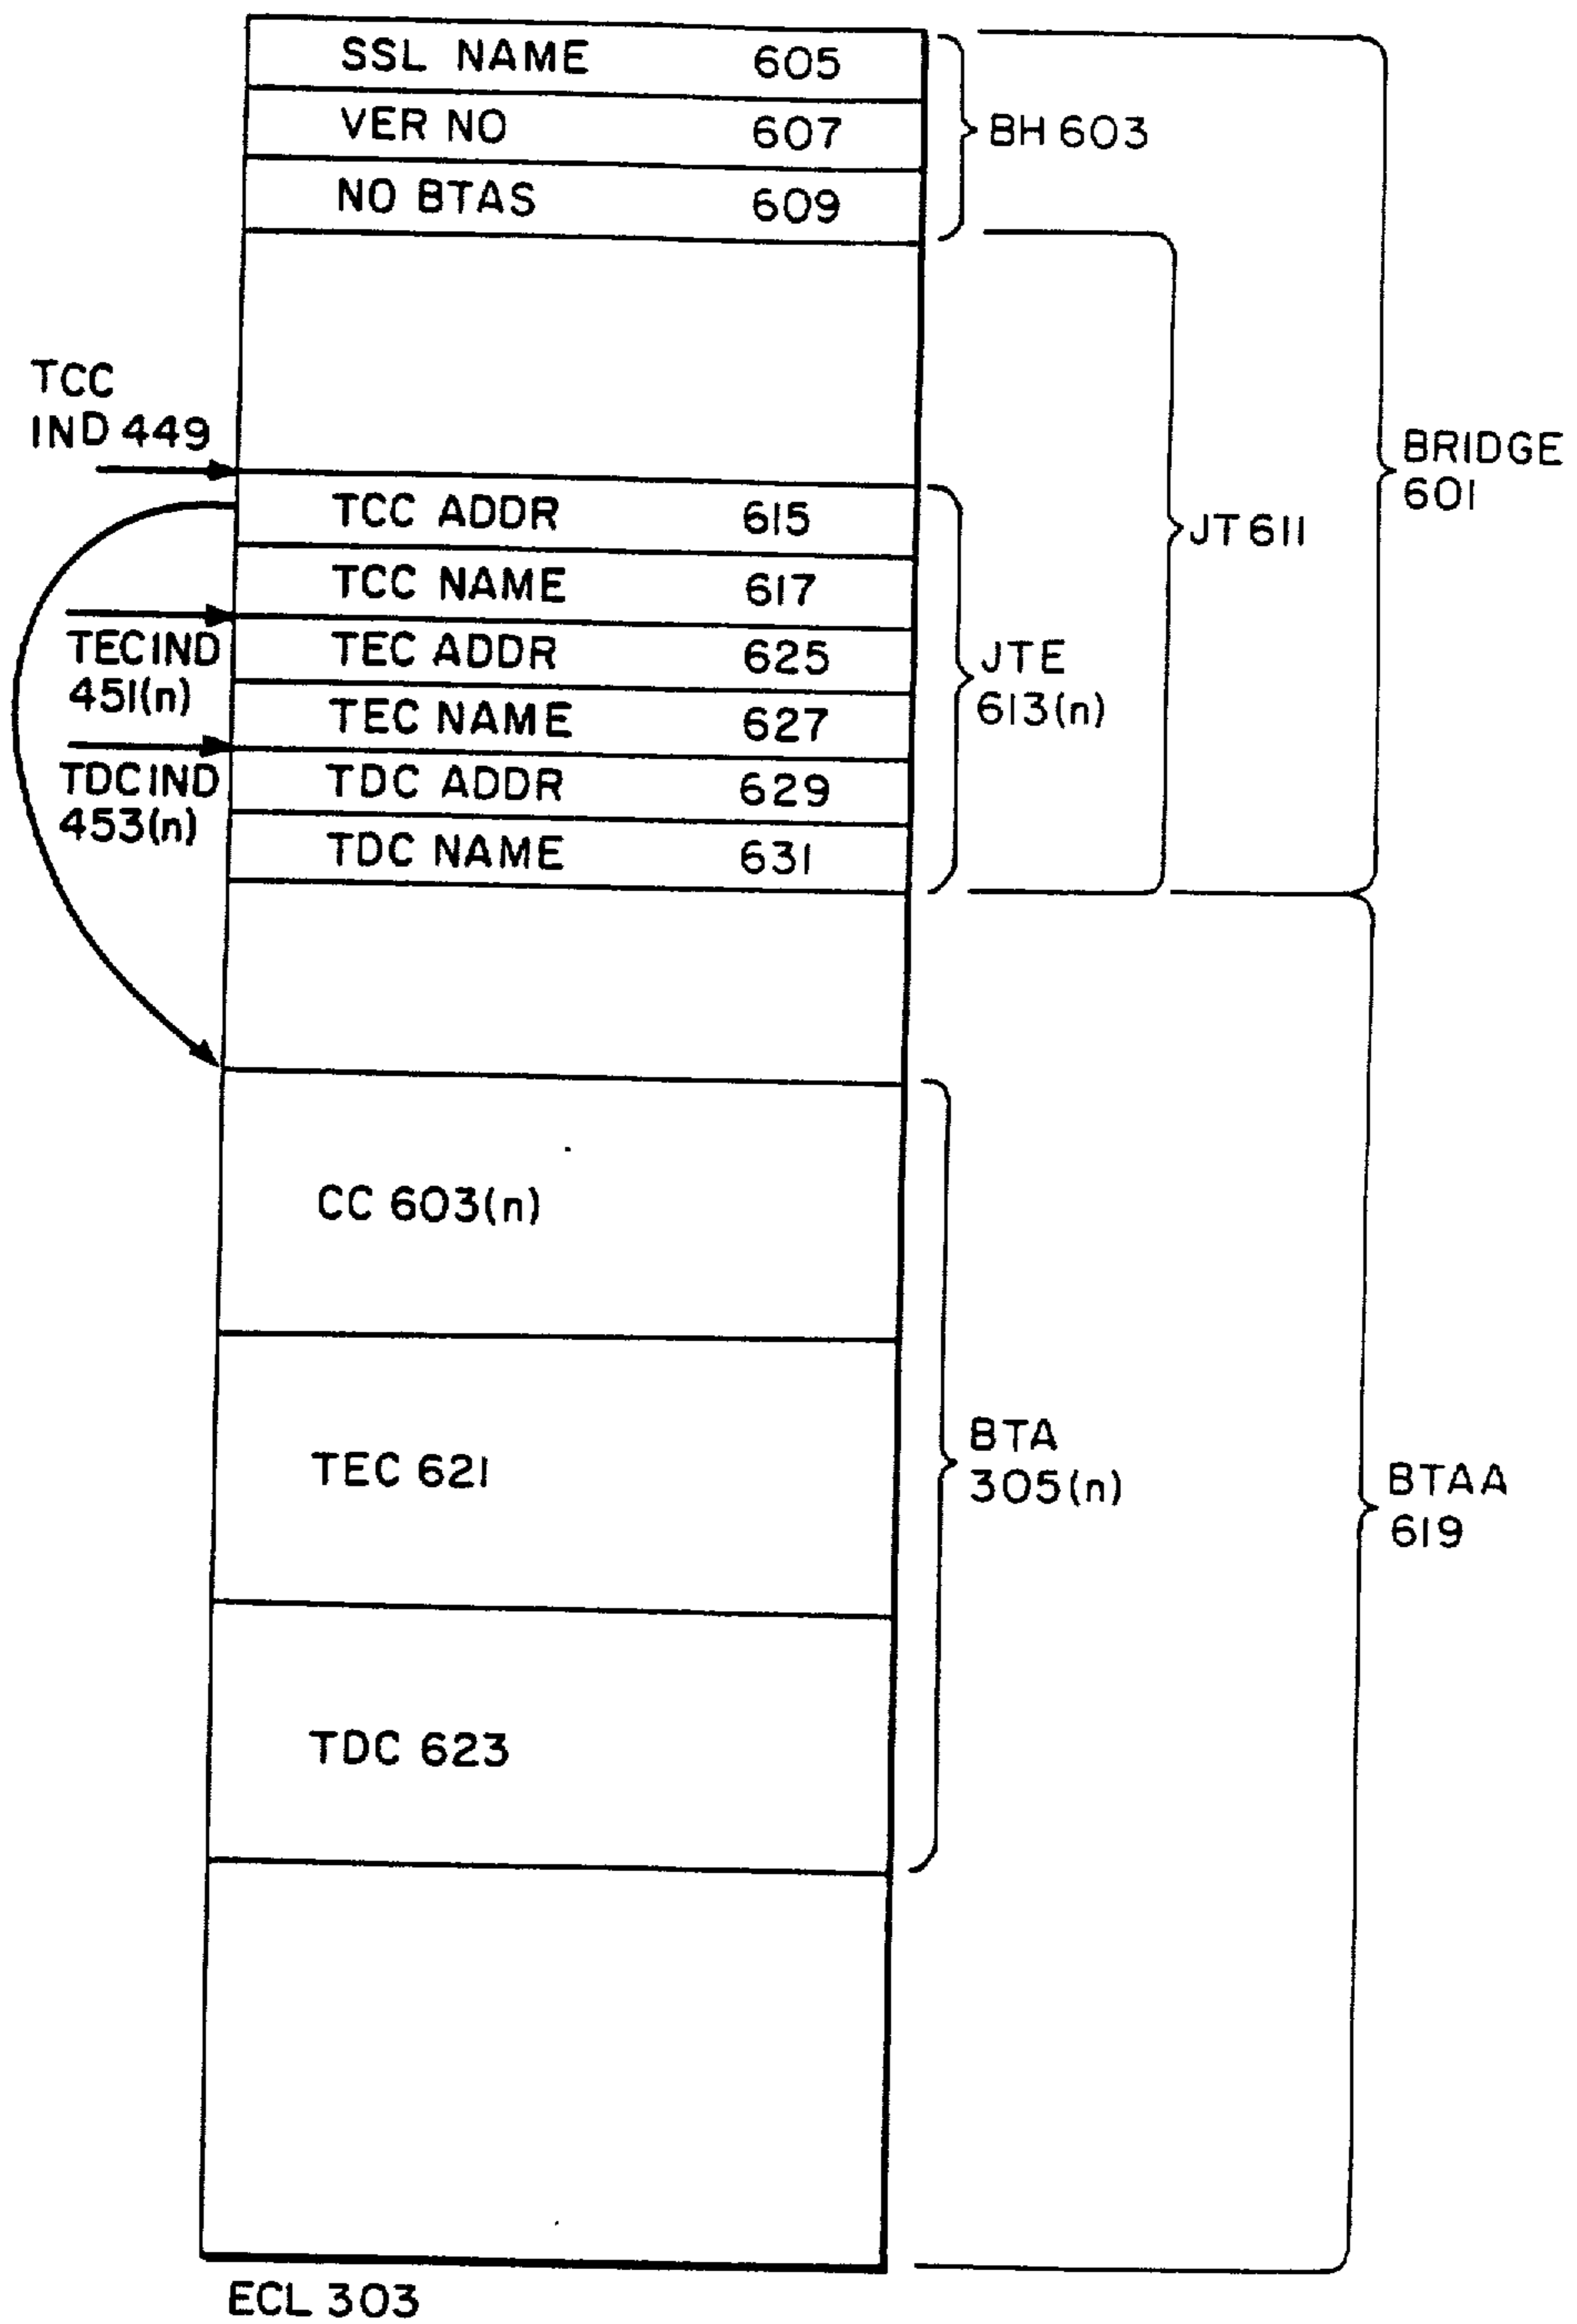 SSL NAME 605
VER NO 607
NO BTAS 609
BH 603
TCC
IND 449
TCC ADDR 615
TCC NAME 617
TECIND
451(n)
TEC ADDR 625
TEC NAME 627
TDCIND
453(n)
TDC ADDR 629
TDC NAME 631
JTE
613(n)
JT 611
BRIDGE
601
CC 603(n)
TEC 621
TDC 623
BTA
305(n)
BTAA
619
ECL 303